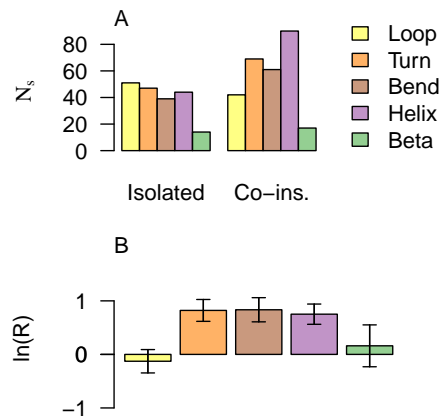 A
Loop
Turn
Bend
Helix
Beta
80
60
40
20
0
Nₛ
Isolated
Co−ins.
B
1
0
−1
ln(R)